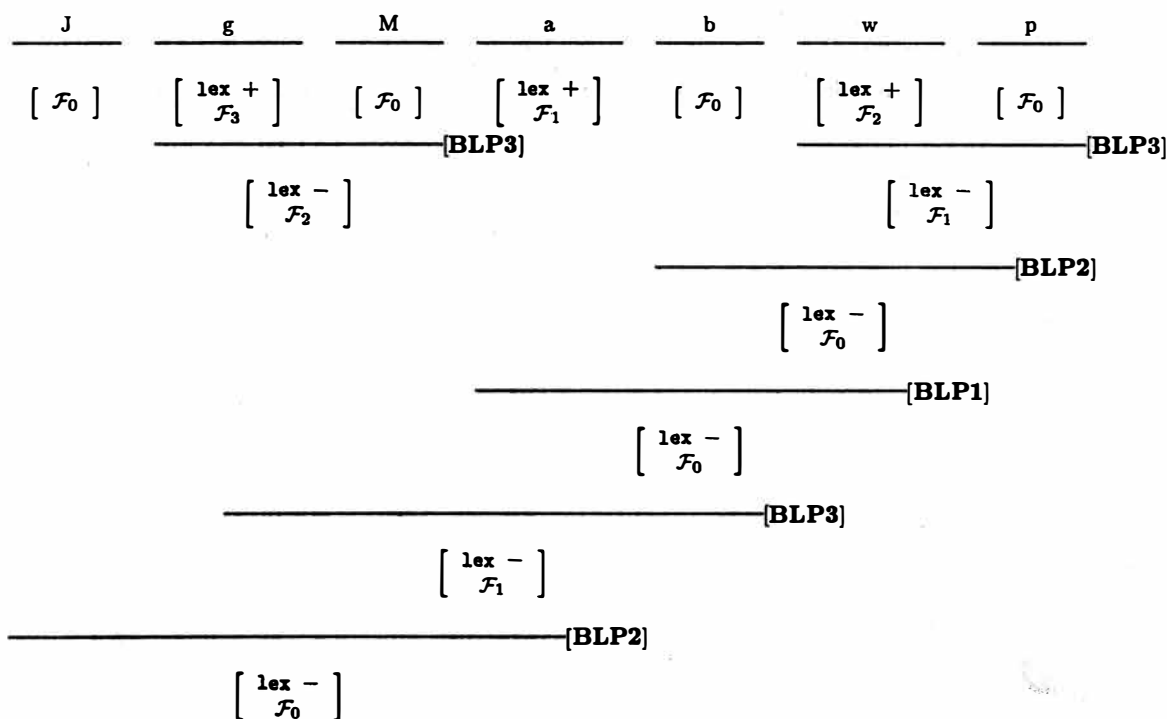 J g M a b w p
[ 𝓕₀ ] [ lex + 𝓕₃ ] [ 𝓕₀ ] [ lex + 𝓕₁ ] [ 𝓕₀ ] [ lex + 𝓕₂ ] [ 𝓕₀ ]
[BLP3] [BLP3]
[ lex − 𝓕₂ ] [ lex − 𝓕₁ ]
[BLP2]
[ lex − 𝓕₀ ]
[BLP1]
[ lex − 𝓕₀ ]
[BLP3]
[ lex − 𝓕₁ ]
[BLP2]
[ lex − 𝓕₀ ]